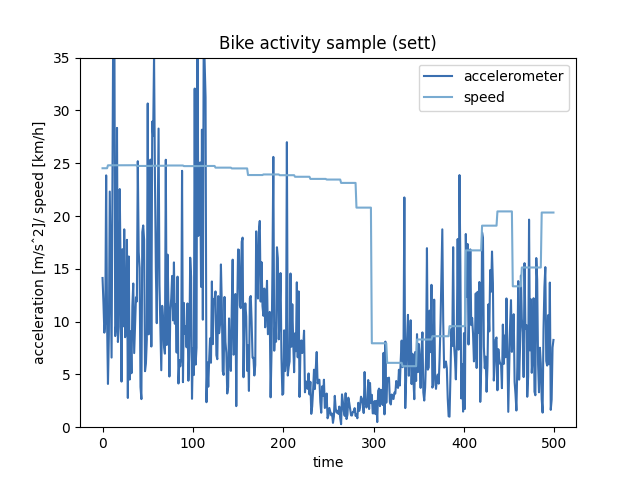 Bike activity sample (sett)
accelerometer
speed
acceleration [m/s^2]/ speed [km/h]
35
30
25
20
15
10
5
0
0 100 200 300 400 500
time